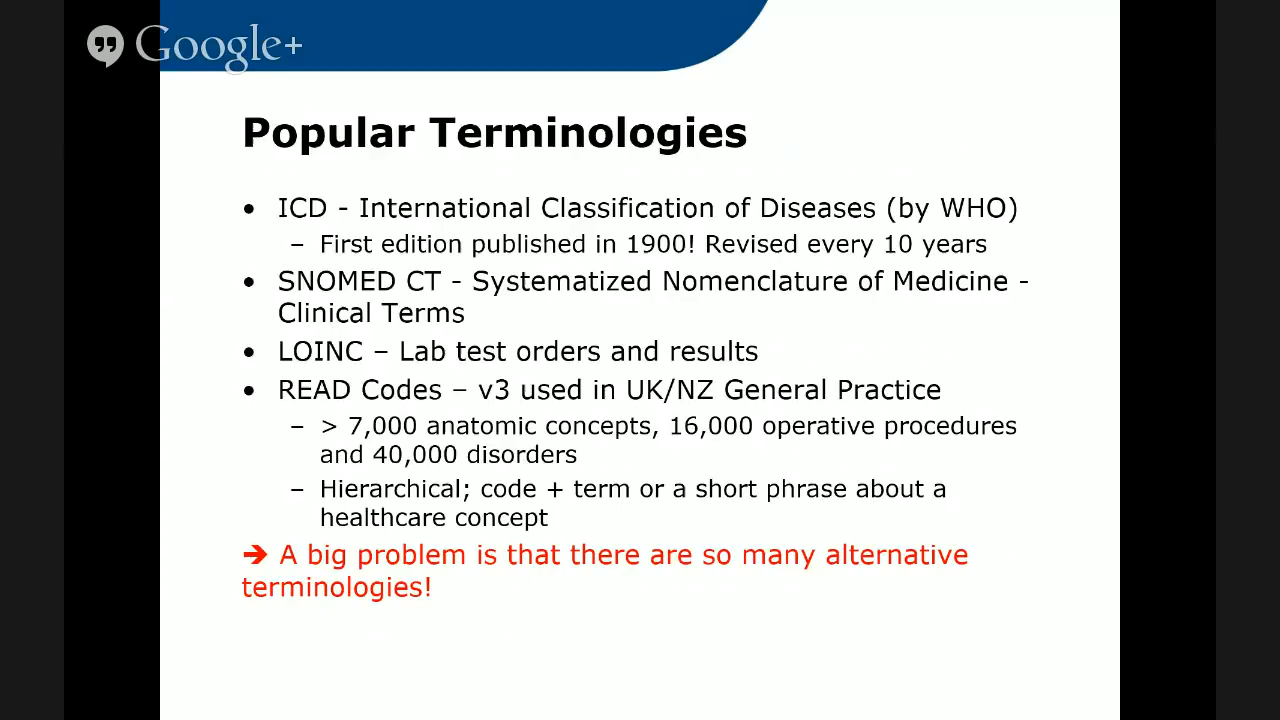 Google+
Popular Terminologies
• ICD - International Classification of Diseases (by WHO)
– First edition published in 1900! Revised every 10 years
• SNOMED CT - Systematized Nomenclature of Medicine -
Clinical Terms
• LOINC – Lab test orders and results
• READ Codes – v3 used in UK/NZ General Practice
– > 7,000 anatomic concepts, 16,000 operative procedures
and 40,000 disorders
– Hierarchical; code + term or a short phrase about a
healthcare concept
➔ A big problem is that there are so many alternative
terminologies!